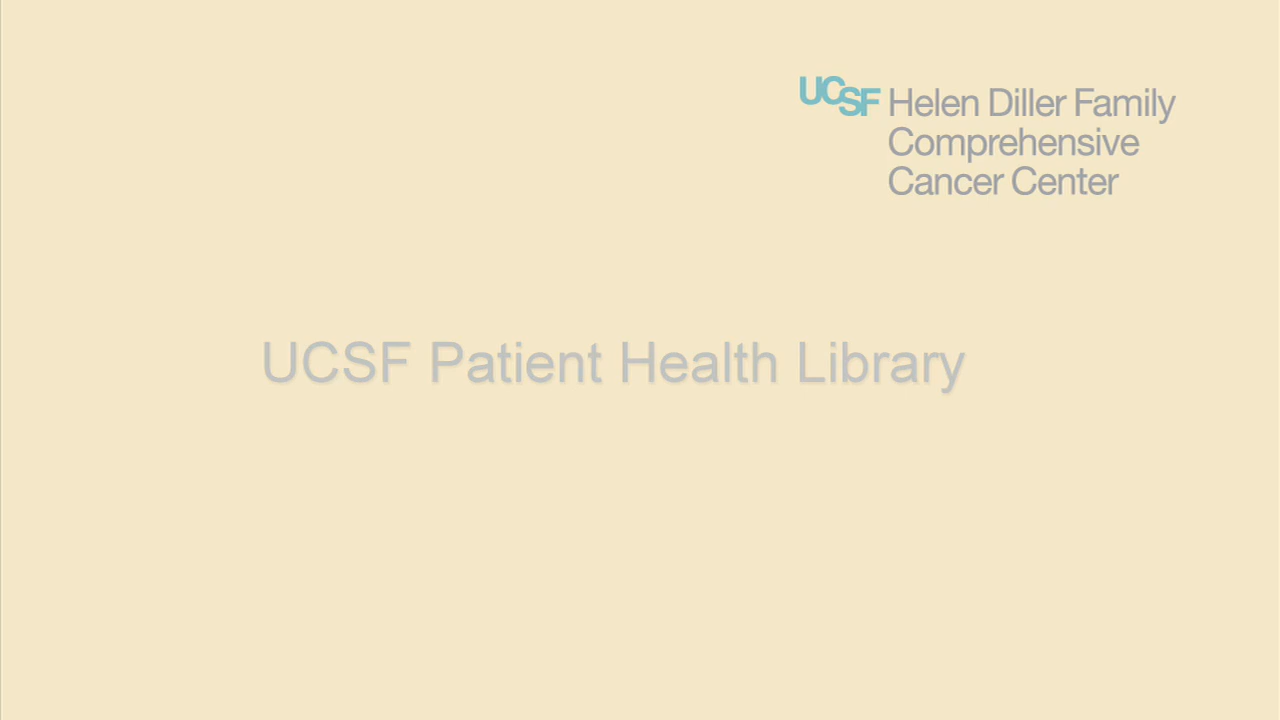 UCSF Helen Diller Family
Comprehensive
Cancer Center
UCSF Patient Health Library